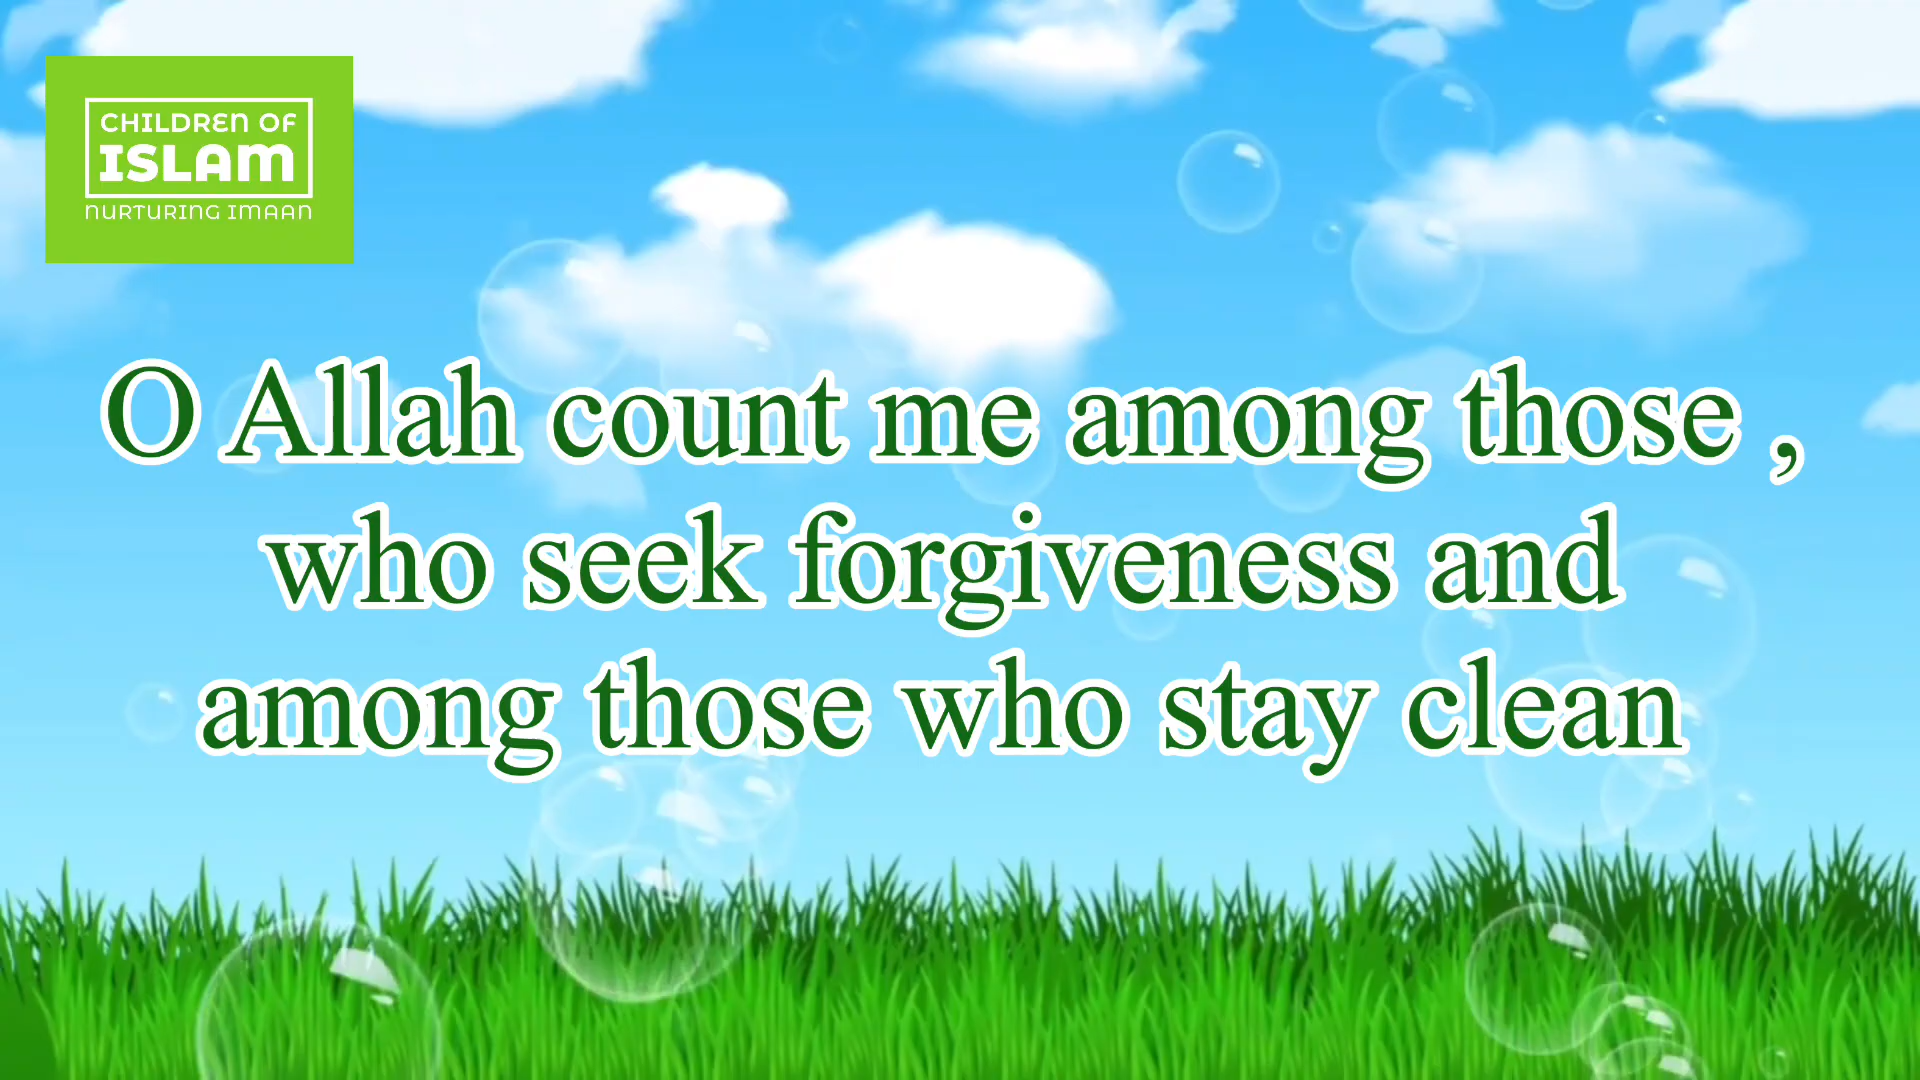 CHILDREN OF
ISLAM
NURTURING IMAAN
O Allah count me among those ,
who seek forgiveness and
among those who stay clean